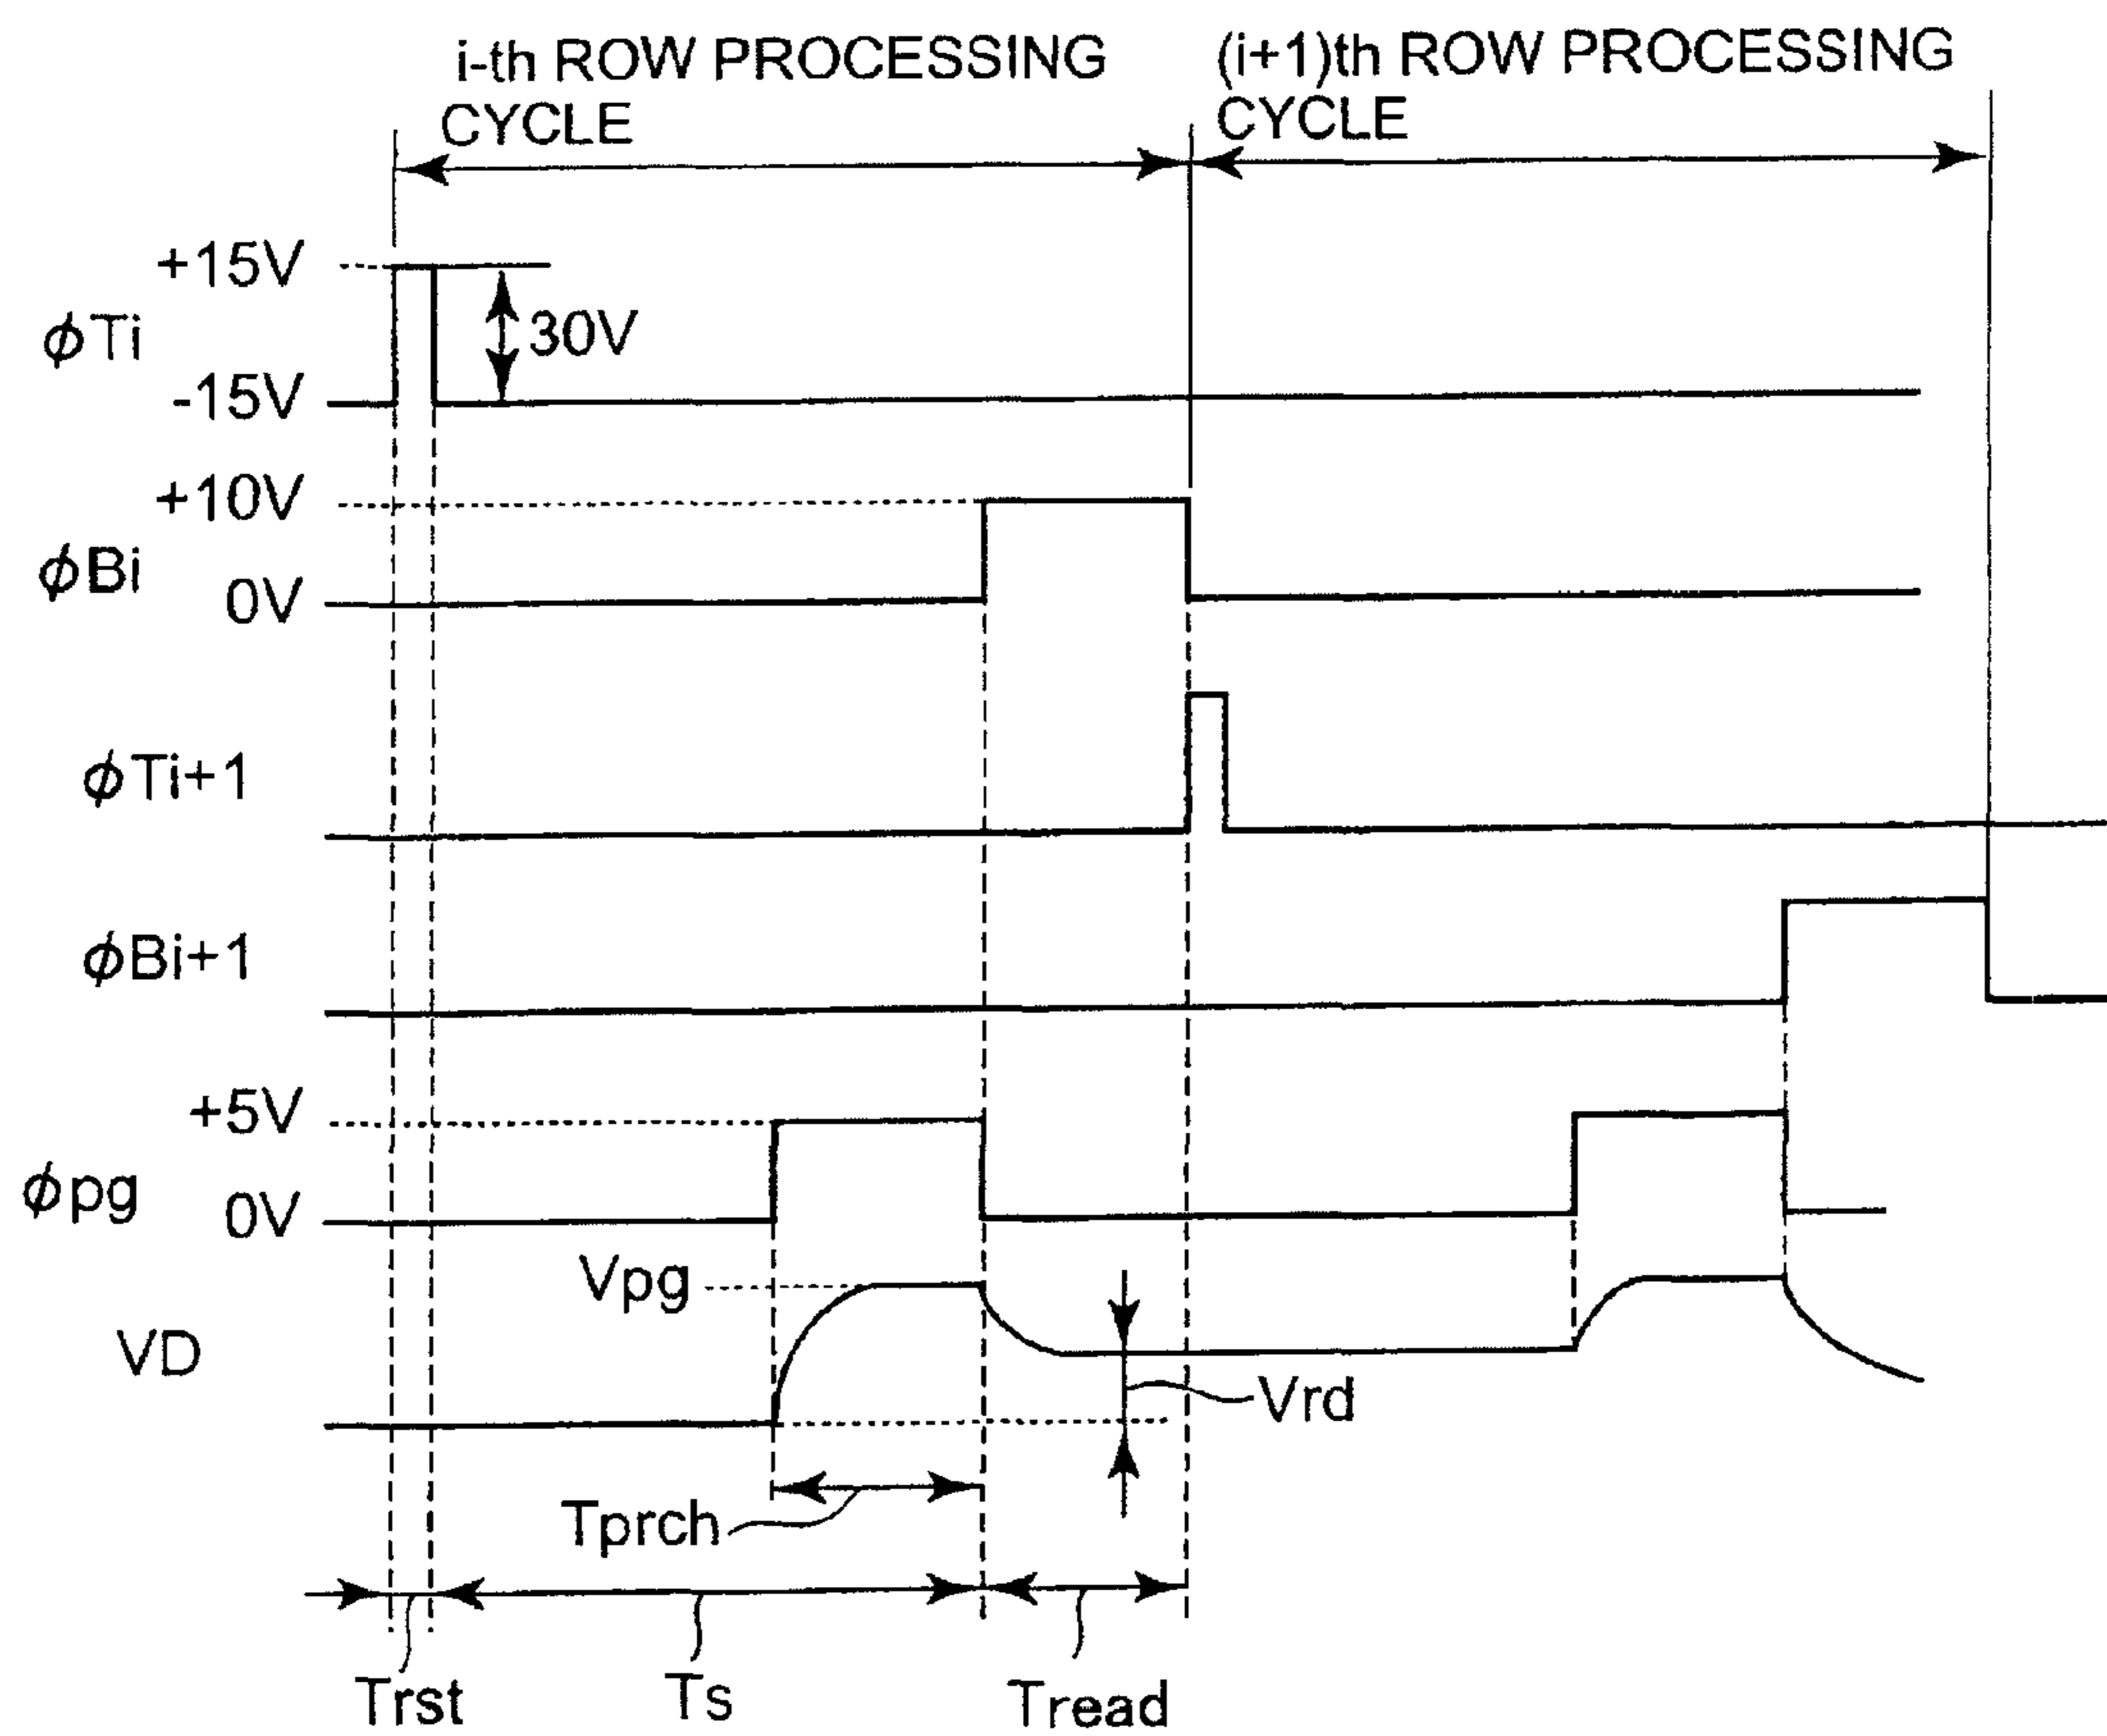 i-th ROW PROCESSING
CYCLE
(i+1)th ROW PROCESSING
CYCLE
+15V
ϕTi
30V
-15V
+10V
ϕBi
0V
ϕTi+1
ϕBi+1
+5V
ϕpg
0V
Vpg
VD
Vrd
Tprch
Trst
Ts
Tread